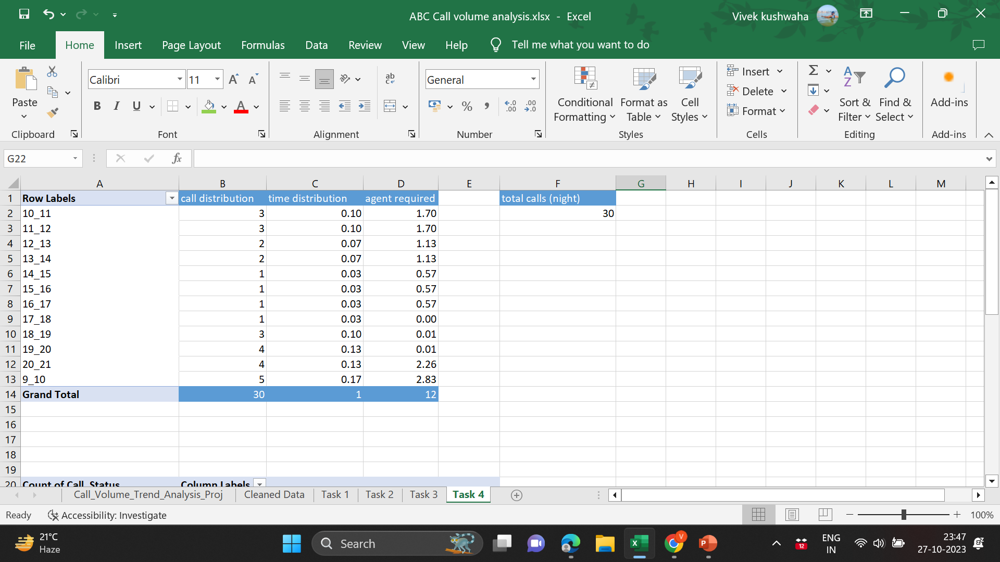 ABC Call volume analysis.xlsx - Excel
Vivek kushwaha
File Home Insert Page Layout Formulas Data Review View Help Tell me what you want to do
Paste
Clipboard
Calibri 11
B I U A
Font
ab
Alignment
General
% , .00
Number
Conditional Formatting
Format as Table
Cell Styles
Styles
Insert
Delete
Format
Cells
Sort & Filter
Find & Select
Editing
Add-ins
Add-ins
G22 fx
A B C D E F G H I J K L M
1 Row Labels call distribution time distribution agent required total calls (night)
2 10_11 3 0.10 1.70 30
3 11_12 3 0.10 1.70
4 12_13 2 0.07 1.13
5 13_14 2 0.07 1.13
6 14_15 1 0.03 0.57
7 15_16 1 0.03 0.57
8 16_17 1 0.03 0.57
9 17_18 1 0.03 0.00
10 18_19 3 0.10 0.01
11 19_20 4 0.13 0.01
12 20_21 4 0.13 2.26
13 9_10 5 0.17 2.83
14 Grand Total 30 1 12
15
16
17
18
19
20 Count of Call_Status Column Labels
Call_Volume_Trend_Analysis_Proj Cleaned Data Task 1 Task 2 Task 3 Task 4
Ready Accessibility: Investigate 100%
21°C
Haze
Search
12
ENG
IN
23:47
27-10-2023